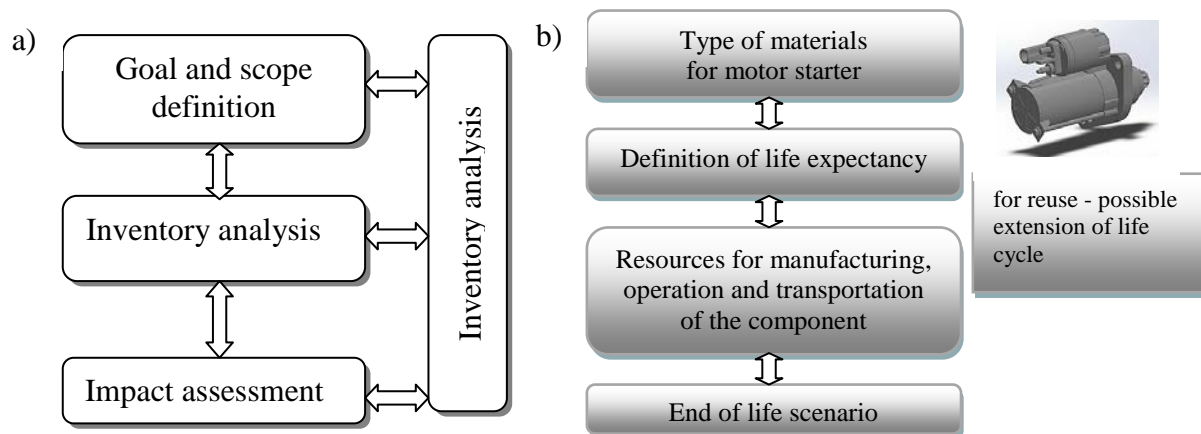 a)
Goal and scope
definition
Inventory analysis
Impact assessment
Inventory analysis
b)
Type of materials
for motor starter
Definition of life expectancy
Resources for manufacturing,
operation and transportation
of the component
End of life scenario
for reuse - possible
extension of life
cycle